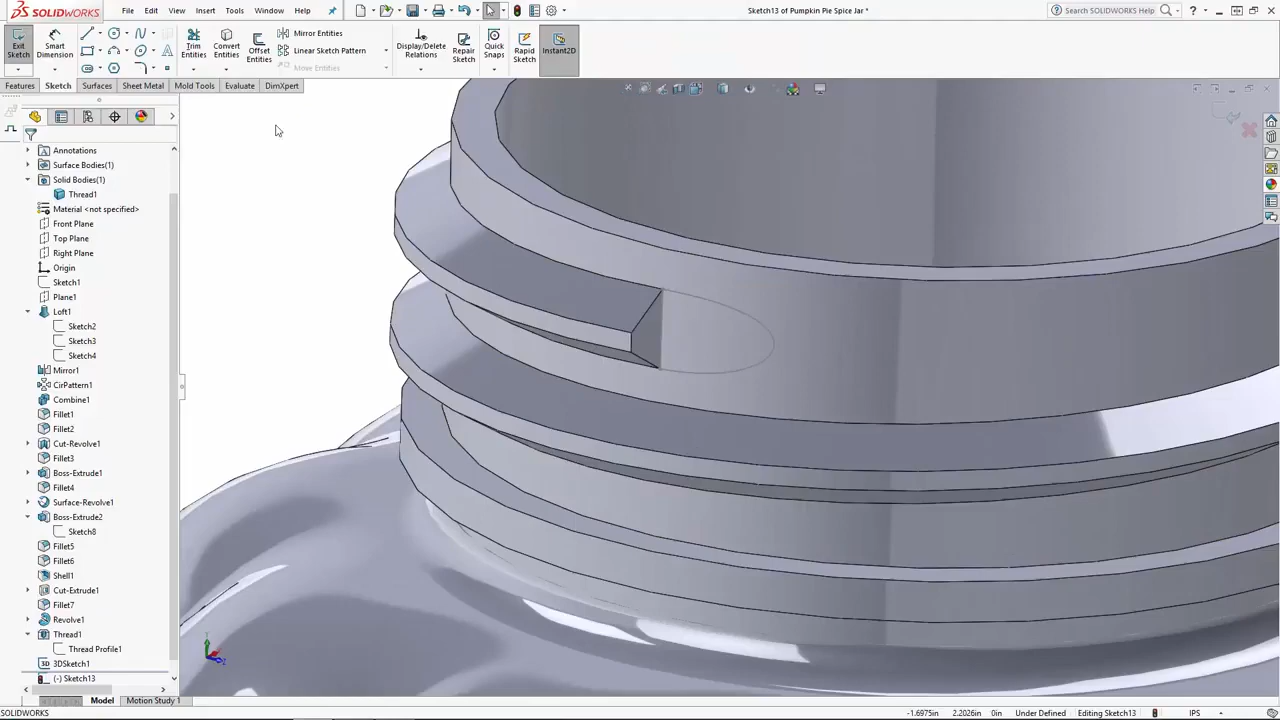 SOLIDWORKS
File Edit View Insert Tools Window Help
Sketch13 of Pumpkin Pie Spice Jar *
Search SOLIDWORKS Help
Exit Sketch
Smart Dimension
Trim Entities
Convert Entities
Offset Entities
Mirror Entities
Linear Sketch Pattern
Move Entities
Display/Delete Relations
Repair Sketch
Quick Snaps
Rapid Sketch
Instant2D
Features Sketch Surfaces Sheet Metal Mold Tools Evaluate DimXpert
Annotations
Surface Bodies(1)
Solid Bodies(1)
Thread1
Material <not specified>
Front Plane
Top Plane
Right Plane
Origin
Sketch1
Plane1
Loft1
Sketch2
Sketch3
Sketch4
Mirror1
CirPattern1
Combine1
Fillet1
Fillet2
Cut-Revolve1
Fillet3
Boss-Extrude1
Fillet4
Surface-Revolve1
Boss-Extrude2
Sketch8
Fillet5
Fillet6
Shell1
Cut-Extrude1
Fillet7
Revolve1
Thread1
Thread Profile1
3D 3DSketch1
(-) Sketch13
Model Motion Study 1
SOLIDWORKS
-1.6975in 2.2026in 0in Under Defined Editing Sketch13 IPS